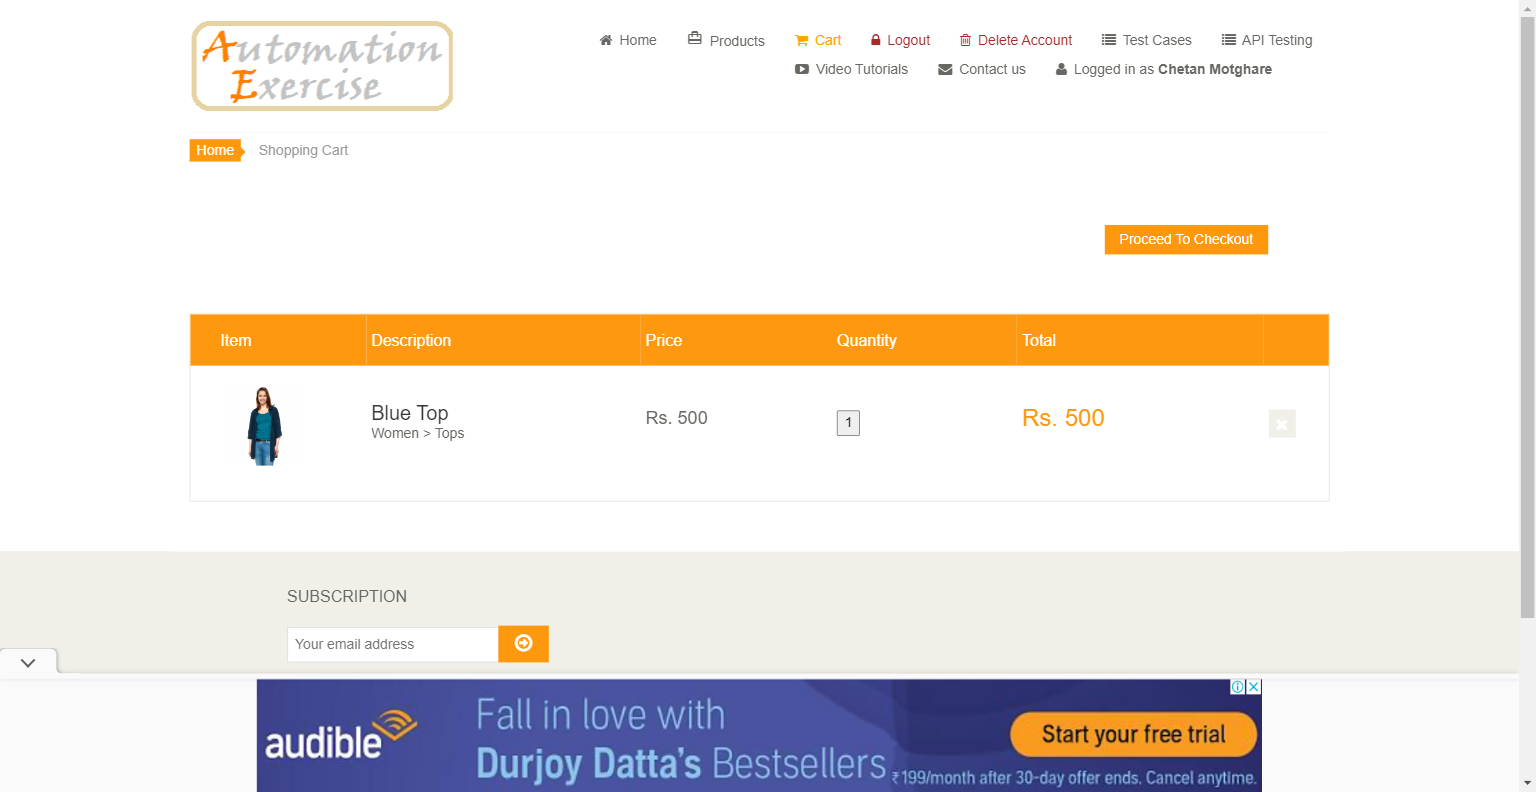 Automation
Exercise
Home Products Cart Logout Delete Account Test Cases API Testing
Video Tutorials Contact us Logged in as Chetan Motghare
Home Shopping Cart
Proceed To Checkout
Item Description Price Quantity Total
Blue Top Rs. 500 1 Rs. 500
Women > Tops
SUBSCRIPTION
Your email address
audible
Fall in love with
Durjoy Datta's Bestsellers
Start your free trial
₹199/month after 30-day offer ends. Cancel anytime.